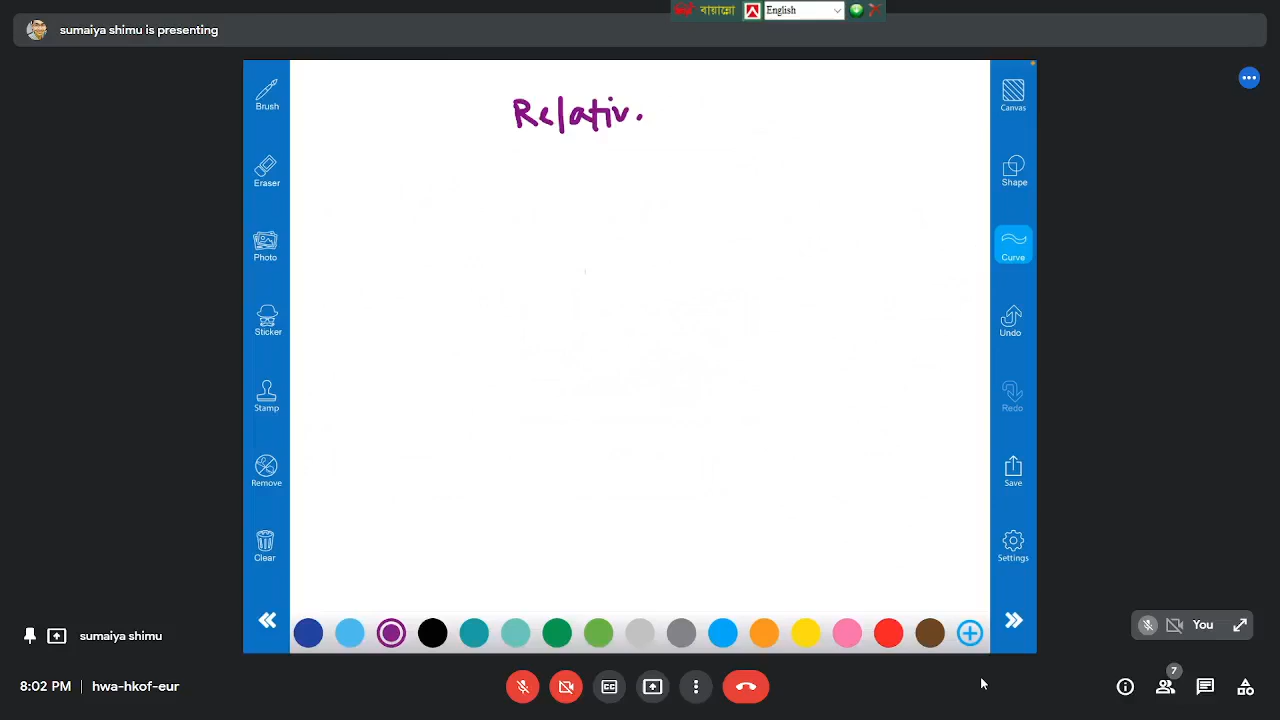 বায়ান্নো English
sumaiya shimu is presenting
Relativ.
Brush
Eraser
Photo
Sticker
Stamp
Remove
Clear
Canvas
Shape
Curve
Undo
Redo
Save
Settings
sumaiya shimu
You
8:02 PM | hwa-hkof-eur
7